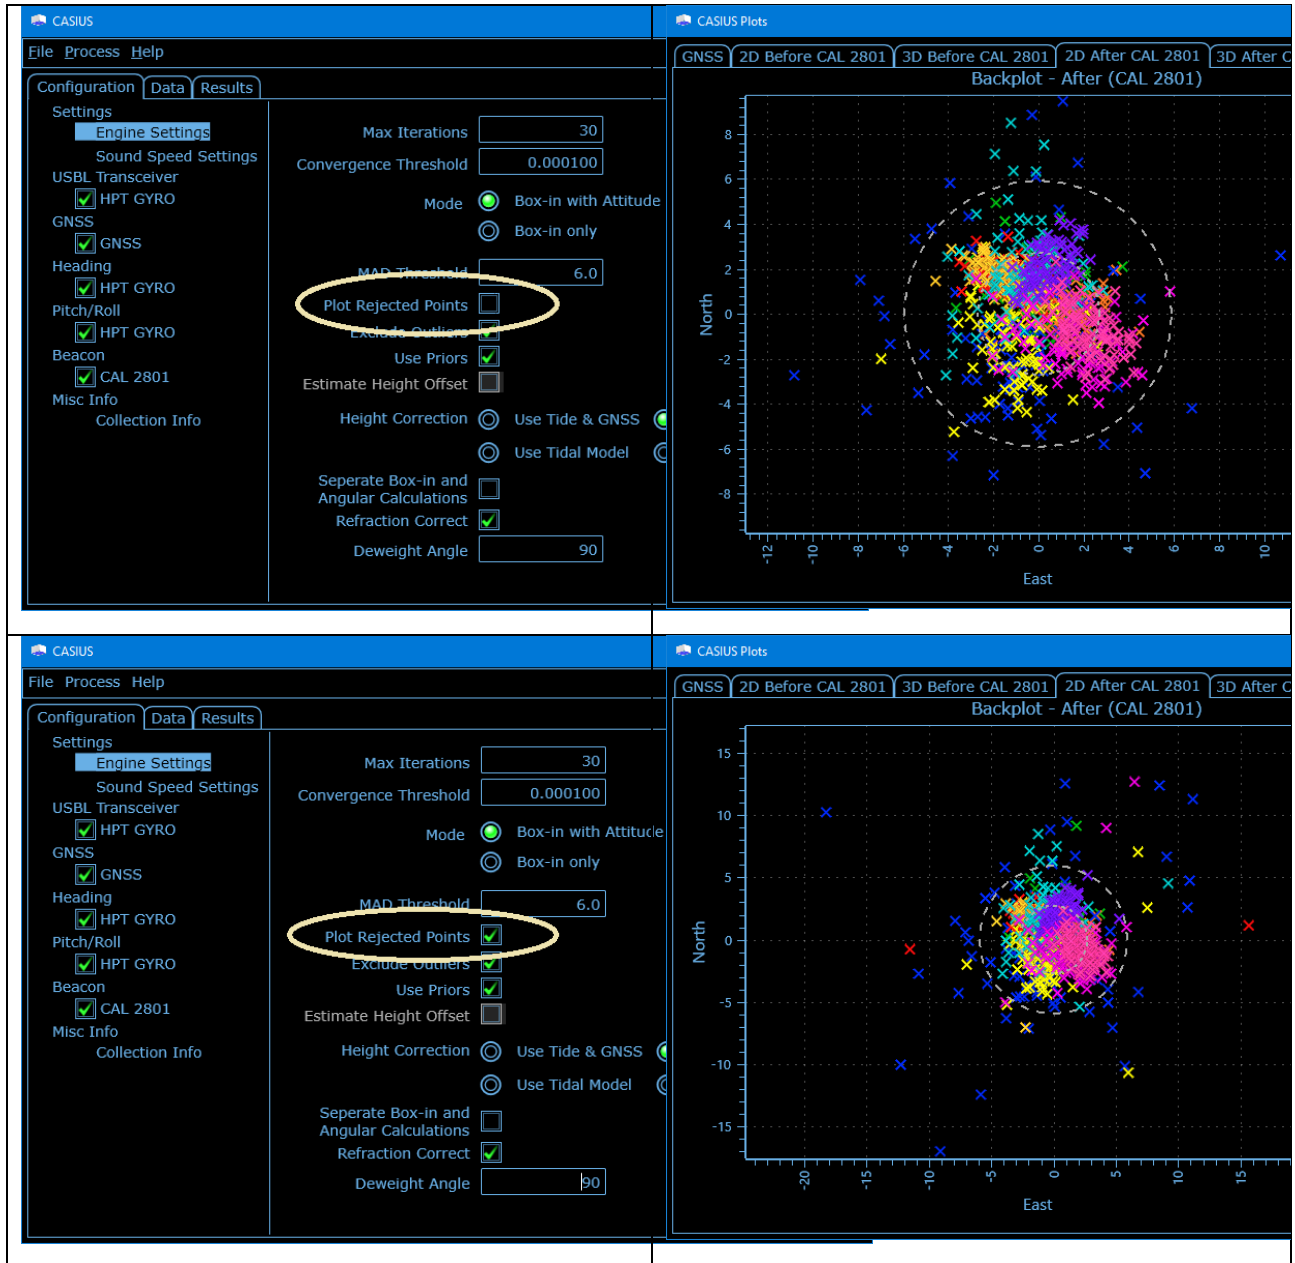 CASIUS
File Process Help
Configuration Data Results
Settings
Engine Settings
Sound Speed Settings
USBL Transceiver
HPT GYRO
GNSS
GNSS
Heading
HPT GYRO
Pitch/Roll
HPT GYRO
Beacon
CAL 2801
Misc Info
Collection Info
Max Iterations 30
Convergence Threshold 0.000100
Mode Box-in with Attitude
Box-in only
MAD Threshold 6.0
Plot Rejected Points
Exclude Outliers
Use Priors
Estimate Height Offset
Height Correction Use Tide & GNSS
Use Tidal Model
Seperate Box-in and
Angular Calculations
Refraction Correct
Deweight Angle 90
CASIUS Plots
GNSS 2D Before CAL 2801 3D Before CAL 2801 2D After CAL 2801 3D After C
Backplot - After (CAL 2801)
8
6
4
2
0
-2
-4
-6
-8
North
-12 -10 -8 -6 -4 -2 0 2 4 6 8 10
East
CASIUS
File Process Help
Configuration Data Results
Settings
Engine Settings
Sound Speed Settings
USBL Transceiver
HPT GYRO
GNSS
GNSS
Heading
HPT GYRO
Pitch/Roll
HPT GYRO
Beacon
CAL 2801
Misc Info
Collection Info
Max Iterations 30
Convergence Threshold 0.000100
Mode Box-in with Attitude
Box-in only
MAD Threshold 6.0
Plot Rejected Points
Exclude Outliers
Use Priors
Estimate Height Offset
Height Correction Use Tide & GNSS
Use Tidal Model
Seperate Box-in and
Angular Calculations
Refraction Correct
Deweight Angle 90
CASIUS Plots
GNSS 2D Before CAL 2801 3D Before CAL 2801 2D After CAL 2801 3D After C
Backplot - After (CAL 2801)
15
10
5
0
-5
-10
-15
North
-20 -15 -10 -5 0 5 10 15
East